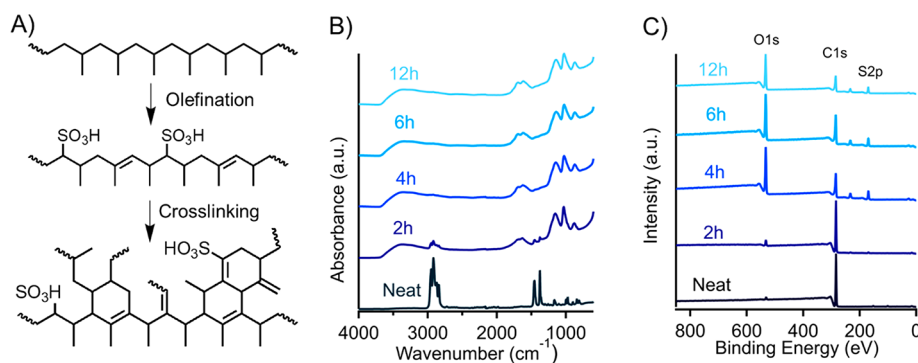 A)
Olefination
SO₃H
SO₃H
Crosslinking
HO₃S
SO₃H
B)
12h
6h
4h
2h
Neat
Absorbance (a.u.)
4000 3000 2000 1000
Wavenumber (cm⁻¹)
C)
O1s
C1s
S2p
12h
6h
4h
2h
Neat
Intensity (a.u.)
800 600 400 200 0
Binding Energy (eV)